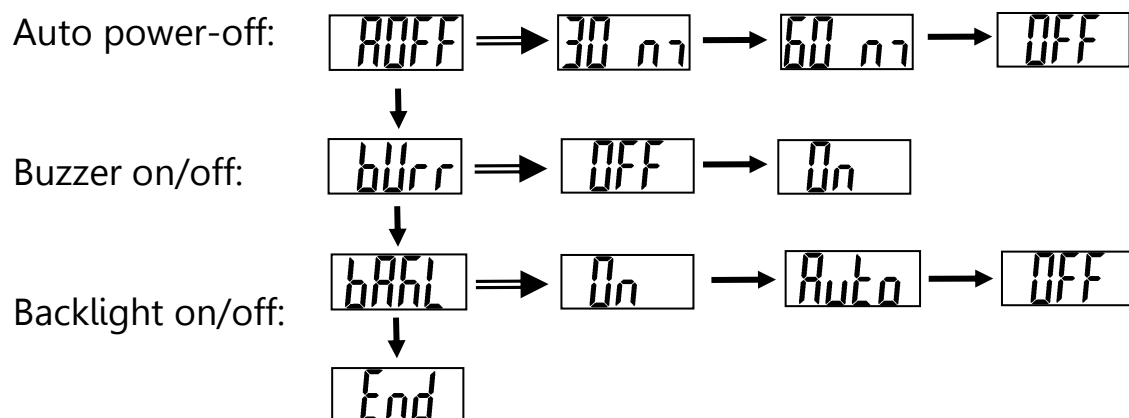 Auto power-off: AOFF 30 m 60 m OFF
Buzzer on/off: bUrr OFF On
bAKL On Auto OFF
Backlight on/off:
End